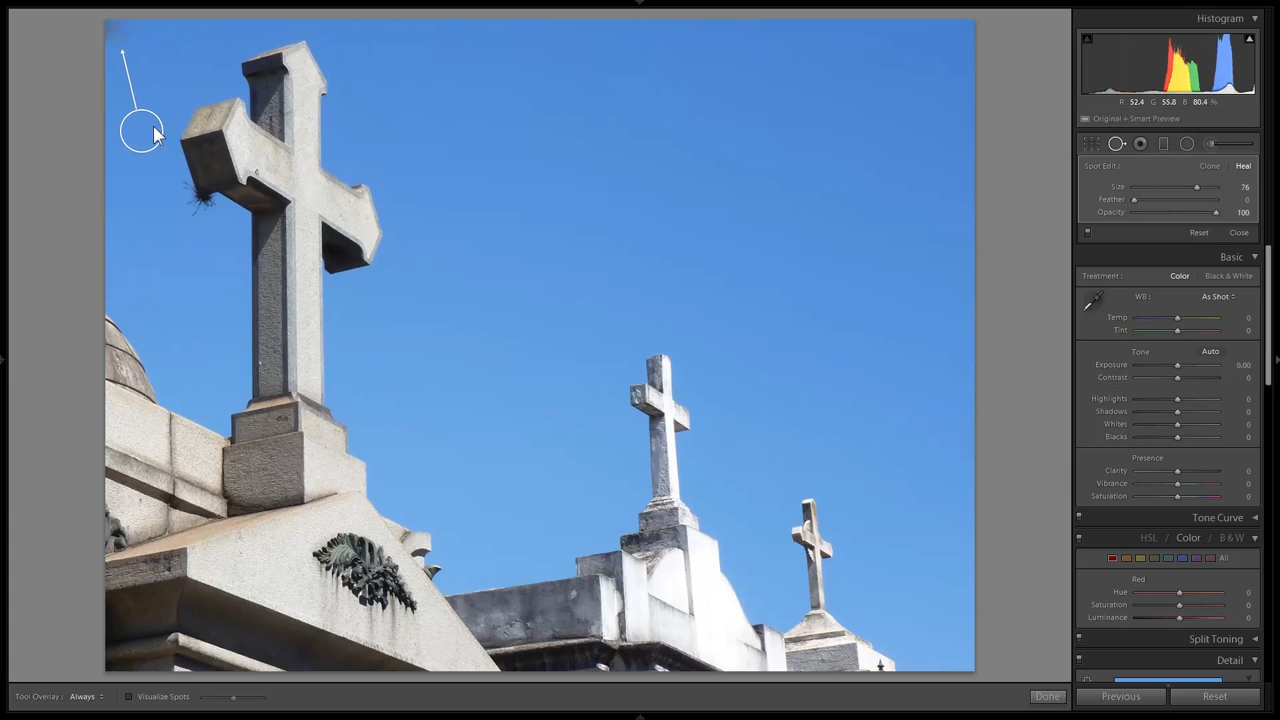 Histogram
R 52.4 G 55.8 B 80.4 %
Original + Smart Preview
Spot Edit : Clone Heal
Size 76
Feather 0
Opacity 100
Reset Close
Basic
Treatment : Color Black & White
WB : As Shot
Temp 0
Tint 0
Tone Auto
Exposure 0.00
Contrast 0
Highlights 0
Shadows 0
Whites 0
Blacks 0
Presence
Clarity 0
Vibrance 0
Saturation 0
Tone Curve
HSL / Color / B & W
All
Red
Hue 0
Saturation 0
Luminance 0
Split Toning
Detail
Tool Overlay : Always Visualize Spots Done Previous Reset